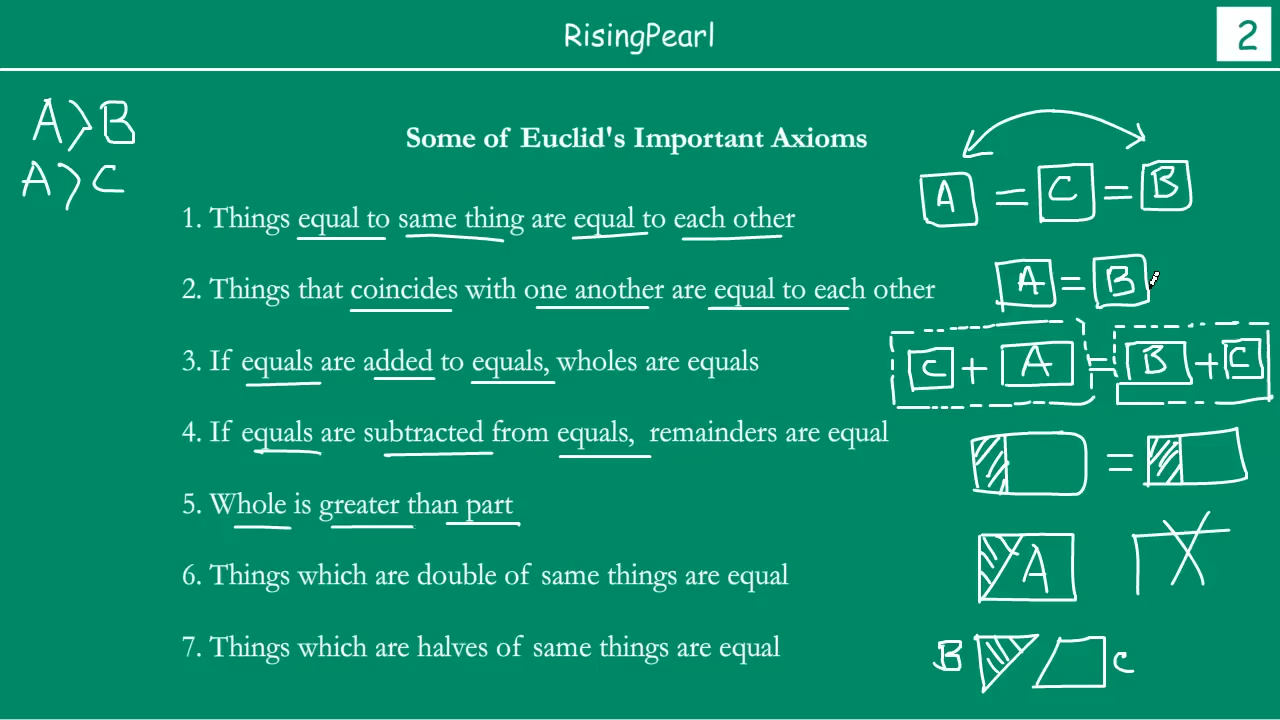 RisingPearl
2
A>B
A>C
Some of Euclid's Important Axioms
1. Things equal to same thing are equal to each other
2. Things that coincides with one another are equal to each other
3. If equals are added to equals, wholes are equals
4. If equals are subtracted from equals, remainders are equal
5. Whole is greater than part
6. Things which are double of same things are equal
7. Things which are halves of same things are equal
A = C = B
A = B
C + A = B + C
=
A
B C